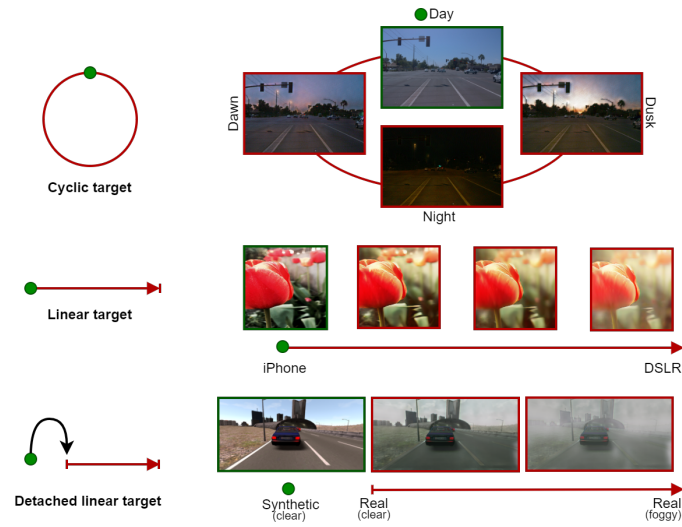 Day
Dawn
Dusk
Cyclic target
Night
Linear target
iPhone
DSLR
Detached linear target
Synthetic
(clear)
Real
(clear)
Real
(foggy)